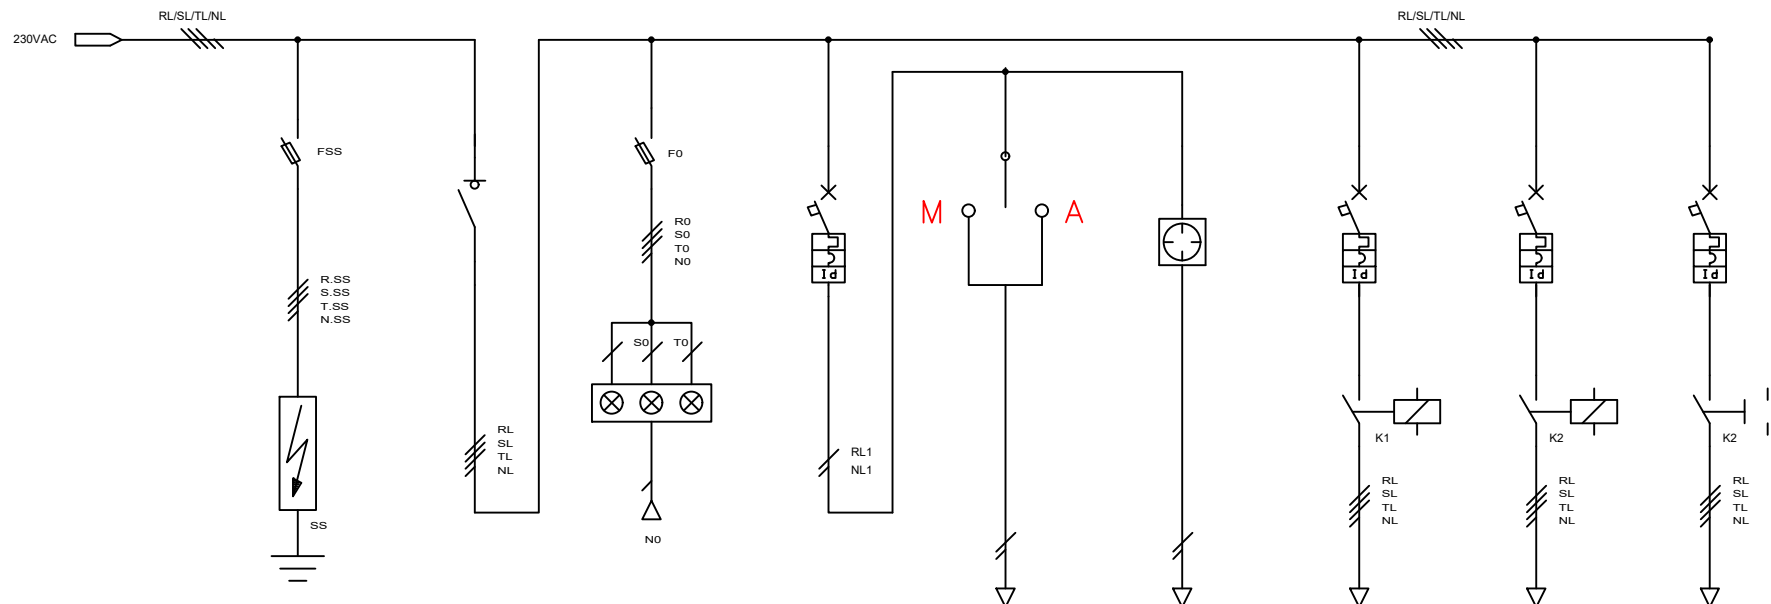 RL/SL/TL/NL
RL/SL/TL/NL
230VAC
FSS
F0
M
A
R0
S0
T0
N0
Id
Id
Id
Id
R.SS
S.SS
T.SS
N.SS
S0
T0
RL
SL
TL
NL
K1
K2
K2
RL1
NL1
RL
SL
TL
NL
RL
SL
TL
NL
RL
SL
TL
NL
SS
N0